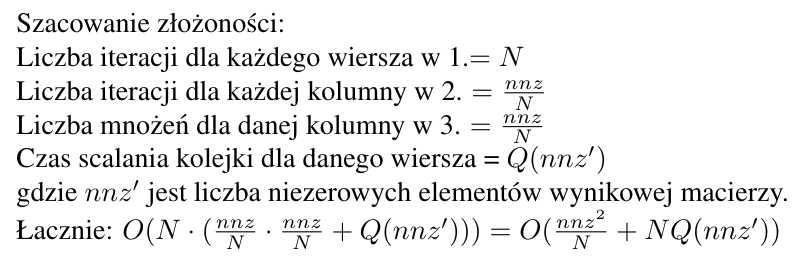 Szacowanie złożoności:
Liczba iteracji dla każdego wiersza w 1.= N
Liczba iteracji dla każdej kolumny w 2. = \frac{nnz}{N}
Liczba mnożeń dla danej kolumny w 3. = \frac{nnz}{N}
Czas scalania kolejki dla danego wiersza = Q(nnz')
gdzie nnz' jest liczba niezerowych elementów wynikowej macierzy.
Łacznie: O(N · (\frac{nnz}{N} · \frac{nnz}{N} + Q(nnz'))) = O(\frac{nnz^2}{N} + NQ(nnz'))